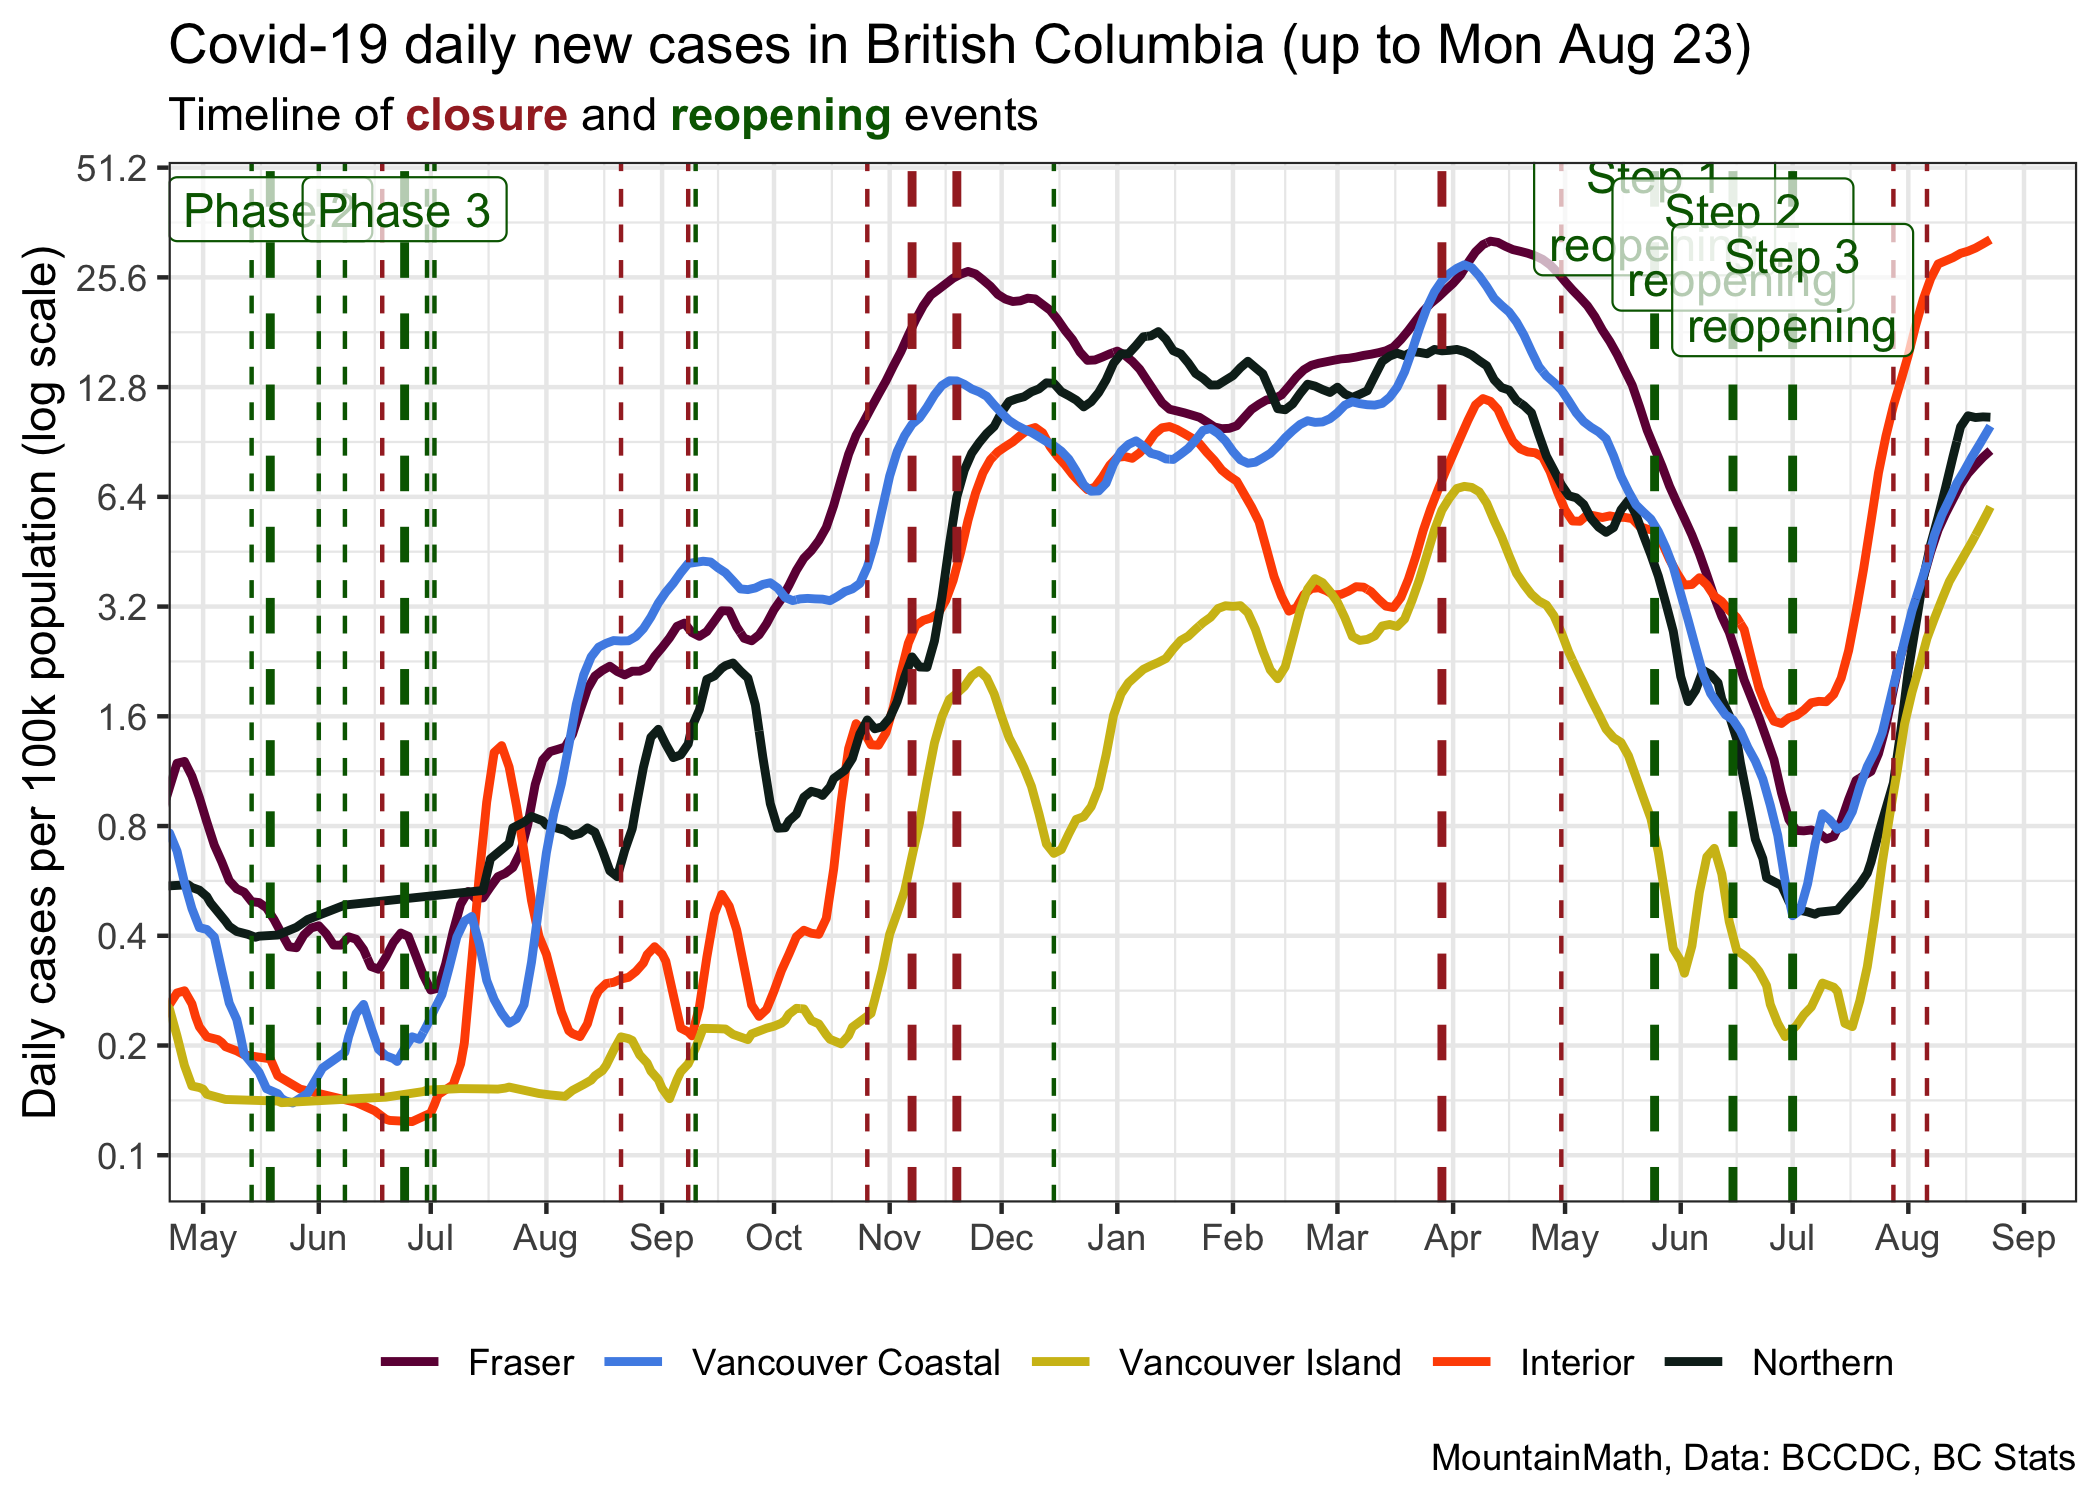 Covid-19 daily new cases in British Columbia (up to Mon Aug 23)
Timeline of closure and reopening events
Daily cases per 100k population (log scale)
51.2
25.6
12.8
6.4
3.2
1.6
0.8
0.4
0.2
0.1
Phase 2
Phase 3
Step 1
reopening
Step 2
reopening
Step 3
reopening
May Jun Jul Aug Sep Oct Nov Dec Jan Feb Mar Apr May Jun Jul Aug Sep
Fraser Vancouver Coastal Vancouver Island Interior Northern
MountainMath, Data: BCCDC, BC Stats